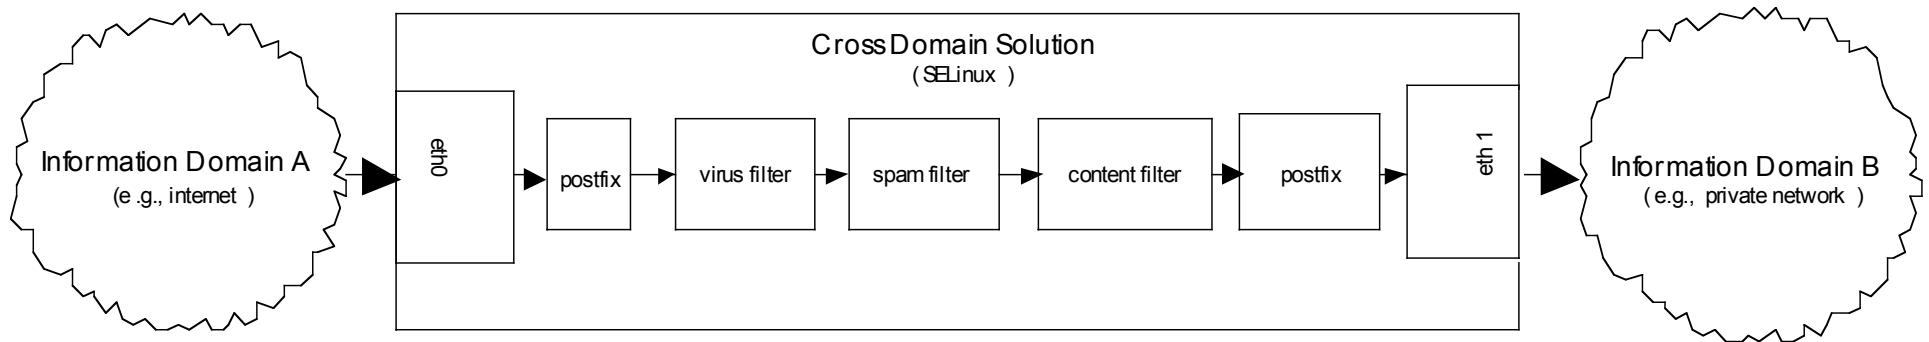 Cross Domain Solution
( SELinux )
Information Domain A
(e .g., internet )
eth0
postfix
virus filter
spam filter
content filter
postfix
eth 1
Information Domain B
( e.g., private network )